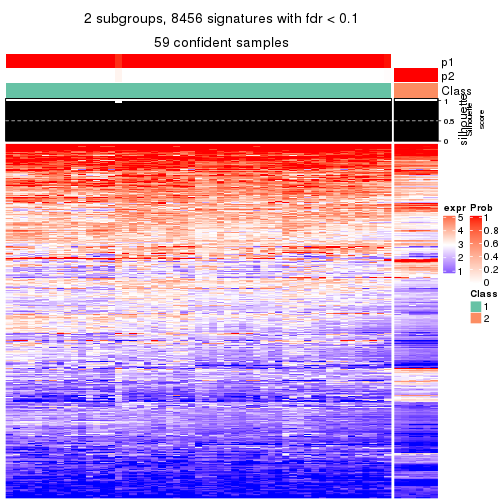 2 subgroups, 8456 signatures with fdr < 0.1
59 confident samples
p1
p2
Class
1
0.5
0
silhouette
Silhouette
score
expr
5
4
3
2
1
Prob
1
0.8
0.6
0.4
0.2
0
Class
1
2